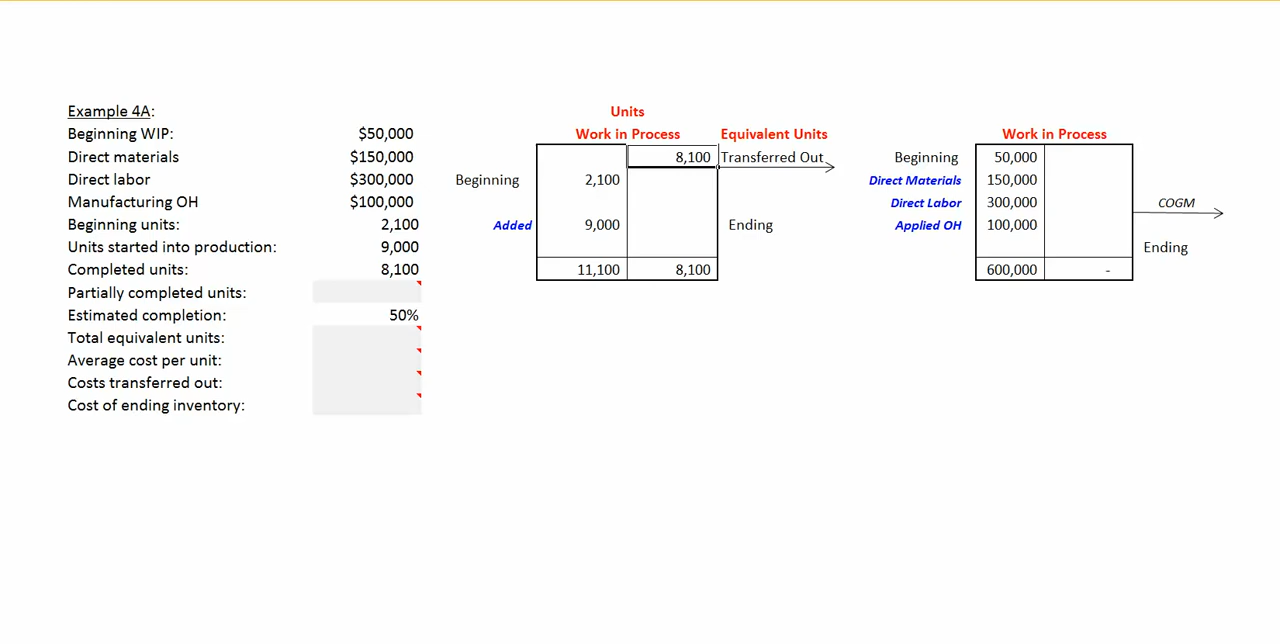 Example 4A:
Beginning WIP: $50,000
Direct materials $150,000
Direct labor $300,000
Manufacturing OH $100,000
Beginning units: 2,100
Units started into production: 9,000
Completed units: 8,100
Partially completed units:
Estimated completion: 50%
Total equivalent units:
Average cost per unit:
Costs transferred out:
Cost of ending inventory:
Units
Work in Process Equivalent Units
8,100 Transferred Out
Beginning 2,100
Added 9,000 Ending
11,100 8,100
Work in Process
Beginning 50,000
Direct Materials 150,000
Direct Labor 300,000 COGM
Applied OH 100,000
Ending
600,000 -